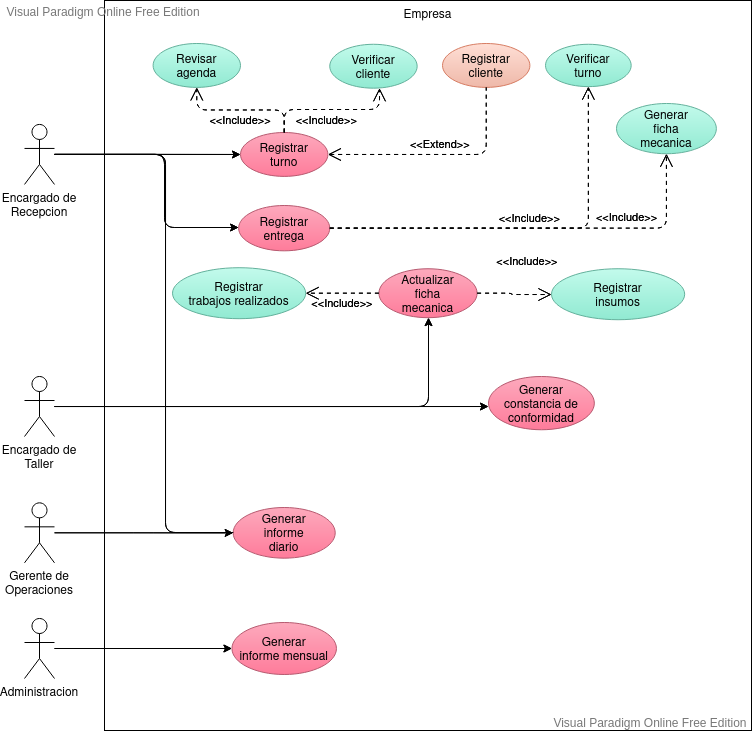 Visual Paradigm Online Free Edition
Empresa
Revisar
agenda
Verificar
cliente
Registrar
cliente
Verificar
turno
Generar
ficha
mecanica
<<Include>>
<<Include>>
<<Extend>>
Registrar
turno
Encargado de
Recepcion
Registrar
entrega
<<Include>>
<<Include>>
<<Include>>
Registrar
trabajos realizados
<<Include>>
Actualizar
ficha
mecanica
Registrar
insumos
Generar
constancia de
conformidad
Encargado de
Taller
Generar
informe
diario
Gerente de
Operaciones
Generar
informe mensual
Administracion
Visual Paradigm Online Free Edition